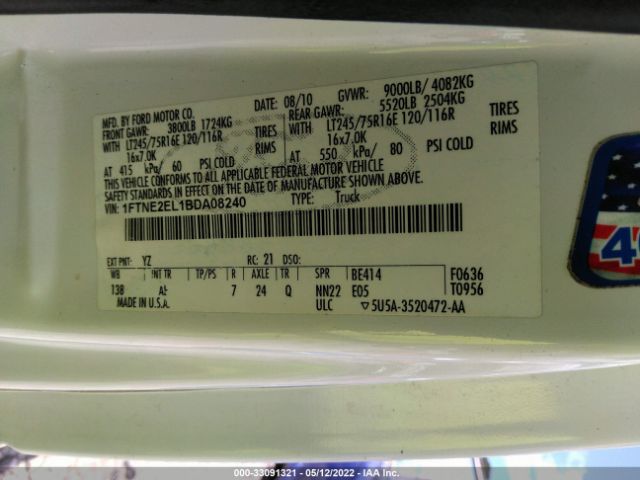 MFD. BY FORD MOTOR CO.
DATE 08/10 GVWR: 9000LB/ 4082KG
FRONT GAWR: 3800LB 1724KG REAR GAWR: 5520LB 2504KG
WITH LT245/75R16E 120/116R TIRES WITH LT245/75R16E 120/116R TIRES
16x7.0K RIMS 16x7.0K RIMS
AT 415 kPa/ 60 PSI COLD AT 550 kPa/ 80 PSI COLD
THIS VEHICLE CONFORMS TO ALL APPLICABLE FEDERAL MOTOR VEHICLE
SAFETY STANDARDS IN EFFECT ON THE DATE OF MANUFACTURE SHOWN ABOVE.
VIN: 1FTNE2EL1BDA08240 TYPE: Truck
EXT PNT: YZ RC: 21 DSO:
WB INT TR TP/PS R AXLE TR SPR BE414 F0636
138 AE 7 24 Q NN22 E05 T0956
MADE IN U.S.A. ULC ▽5U5A-3520472-AA
4
000-33091321 - 05/12/2022 - IAA Inc.